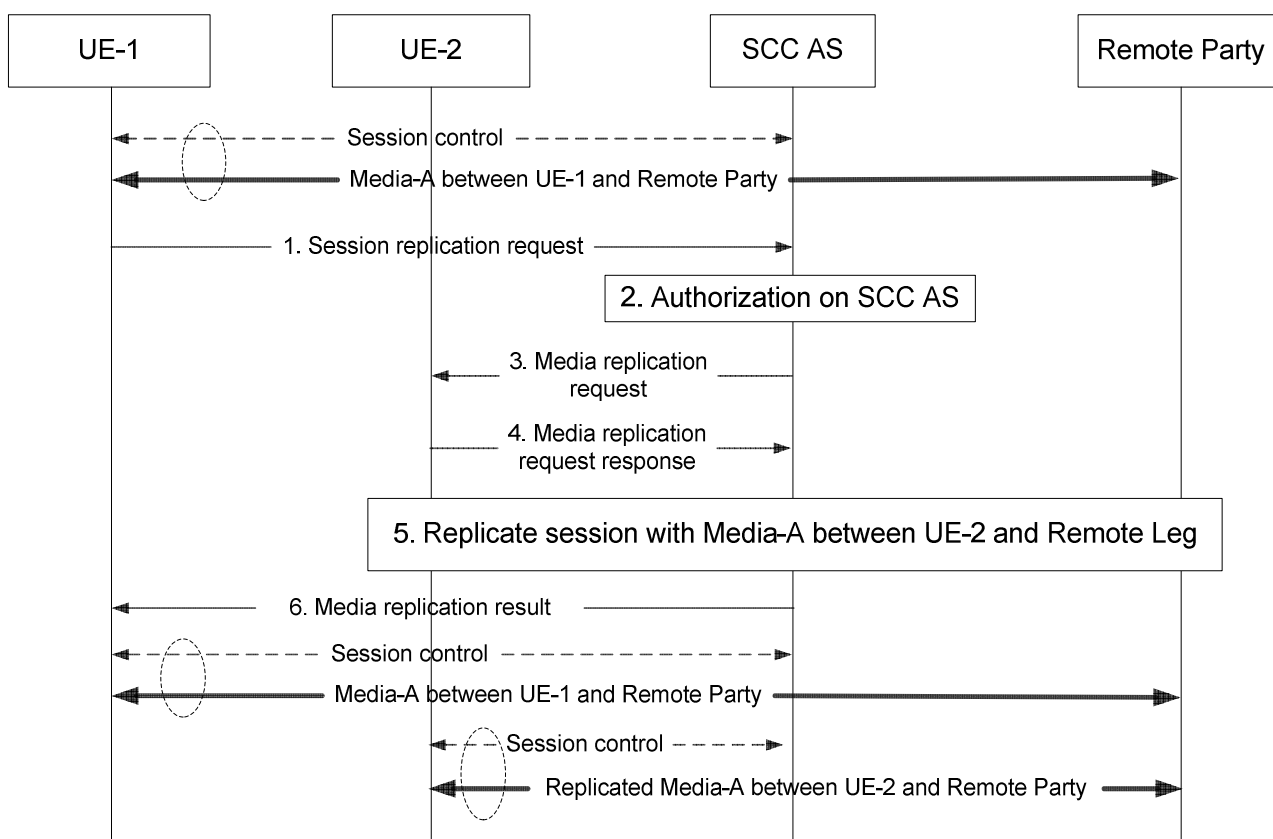 UE-1
UE-2
SCC AS
Remote Party
Session control
Media-A between UE-1 and Remote Party
1. Session replication request
2. Authorization on SCC AS
3. Media replication
request
4. Media replication
request response
5. Replicate session with Media-A between UE-2 and Remote Leg
6. Media replication result
Session control
Media-A between UE-1 and Remote Party
Session control
Replicated Media-A between UE-2 and Remote Party